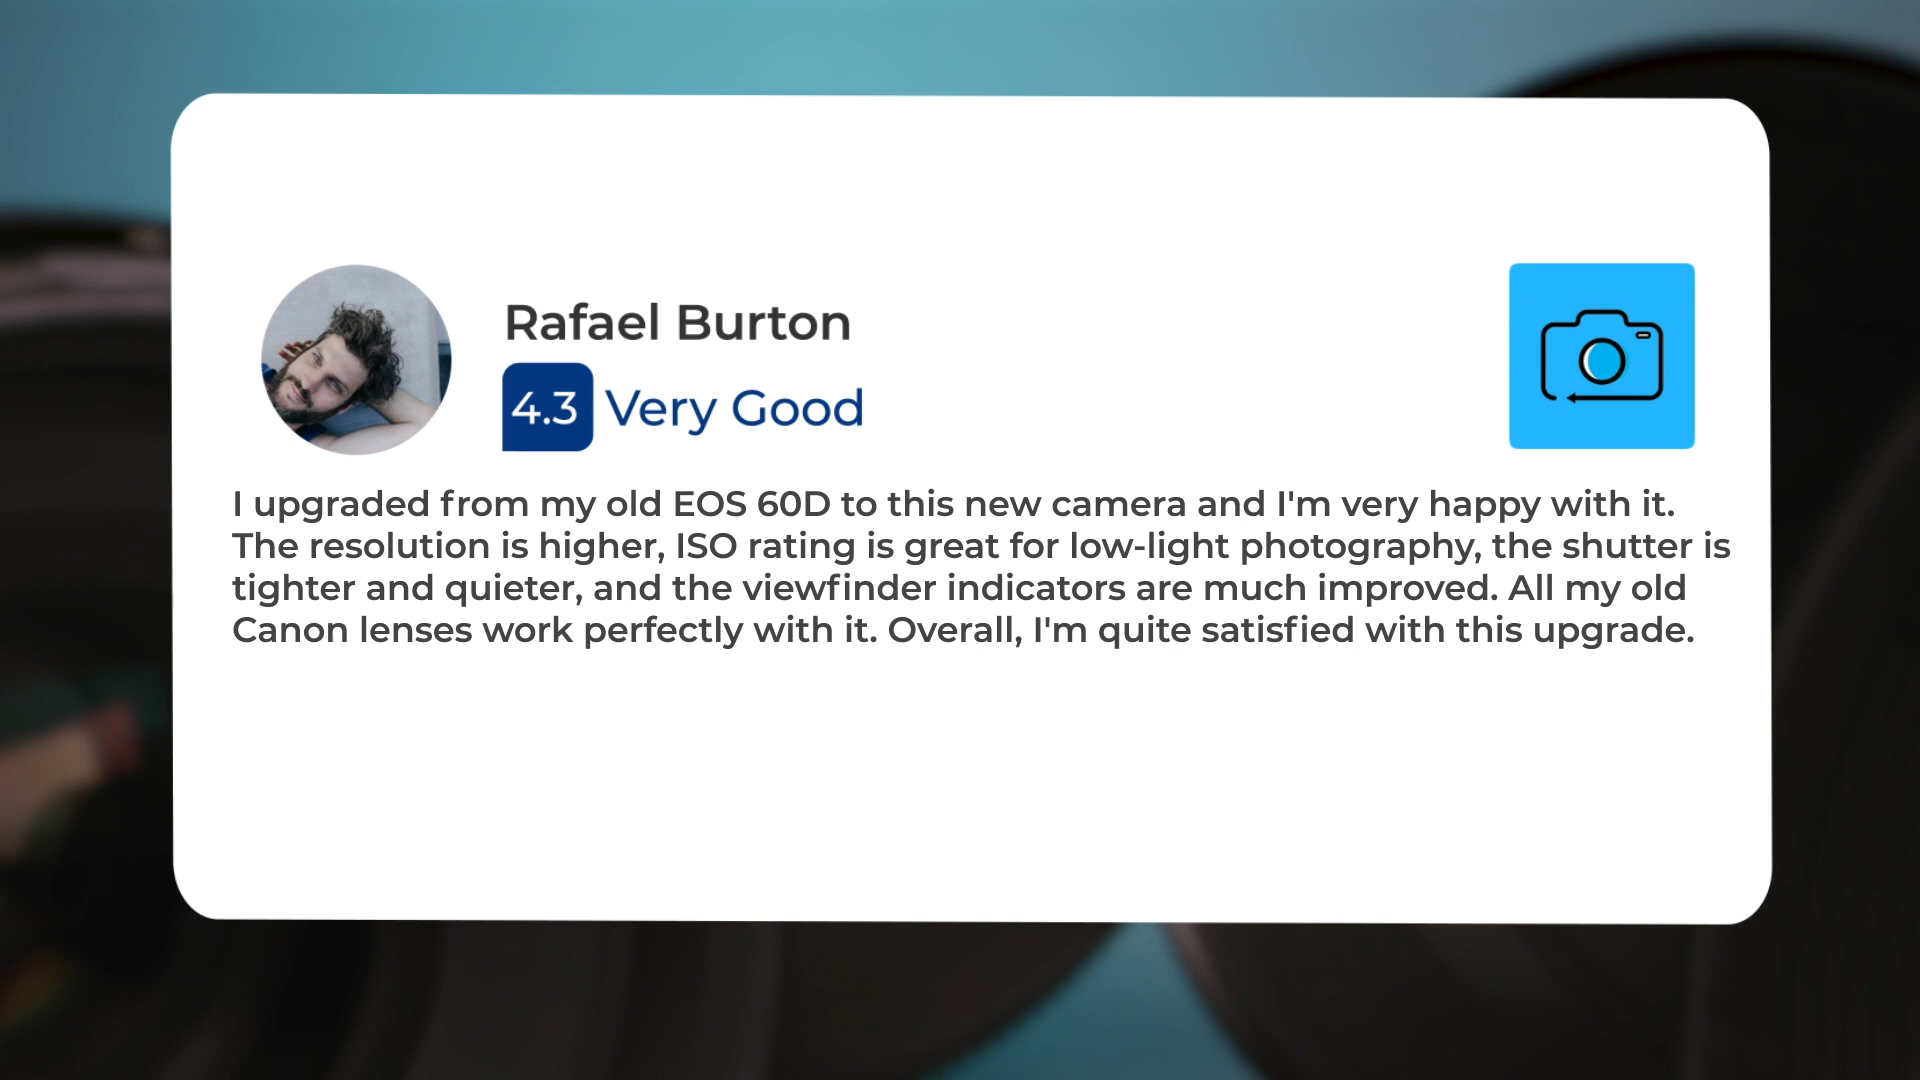 Rafael Burton
4.3 Very Good
I upgraded from my old EOS 60D to this new camera and I'm very happy with it.
The resolution is higher, ISO rating is great for low-light photography, the shutter is
tighter and quieter, and the viewfinder indicators are much improved. All my old
Canon lenses work perfectly with it. Overall, I'm quite satisfied with this upgrade.